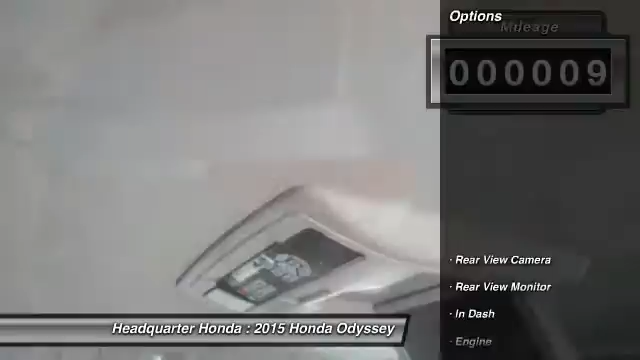 Options
Mileage
000009
· Rear View Camera
· Rear View Monitor
· In Dash
· Engine
Headquarter Honda : 2015 Honda Odyssey